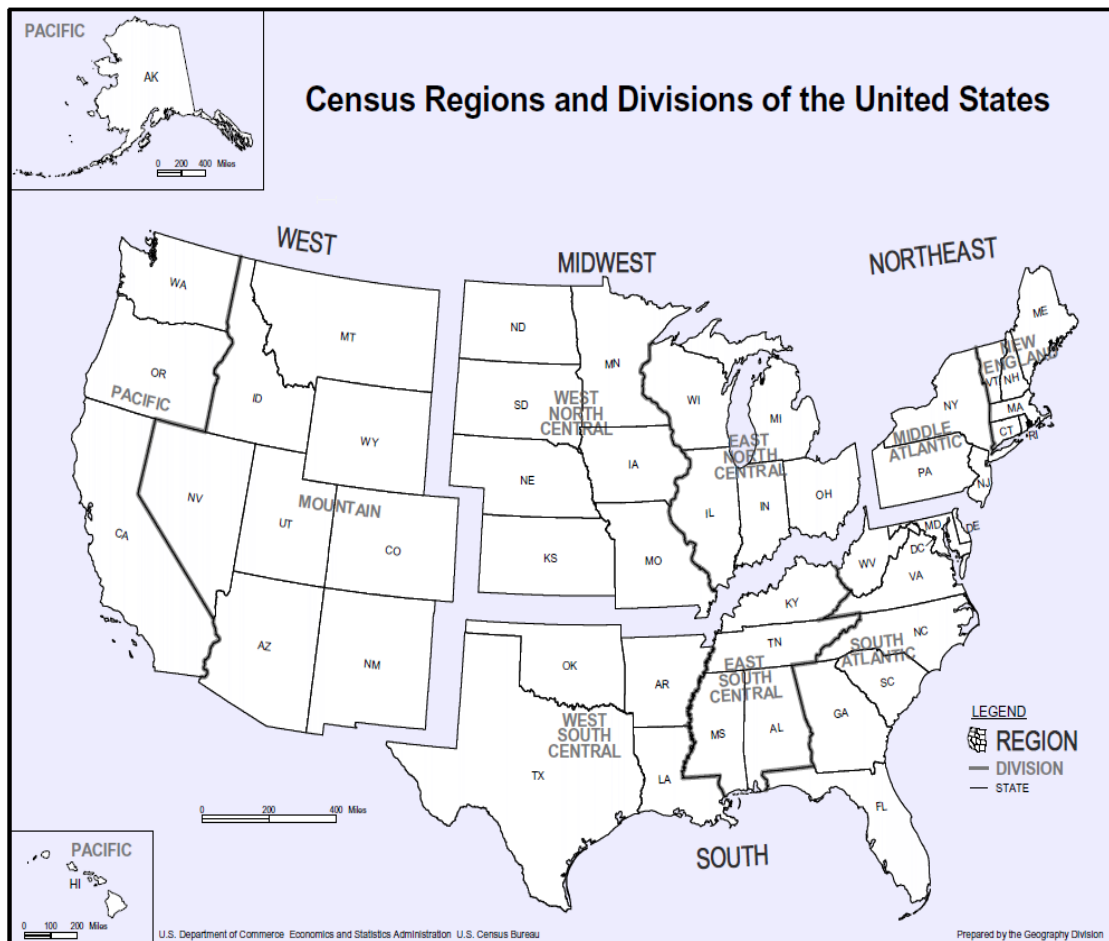 PACIFIC
AK
0 200 400 Miles
Census Regions and Divisions of the United States
WEST
MIDWEST
NORTHEAST
WA
MT
ND
MN
ME
OR
ID
SD
WI
MI
NY
VT
NH
NEW
ENGLAND
MA
CT
RI
PACIFIC
WY
WEST
NORTH
CENTRAL
EAST
NORTH
CENTRAL
MIDDLE
ATLANTIC
PA
NJ
IA
NE
NV
UT
MOUNTAIN
CO
CA
KS
MO
IL
IN
OH
MD
DE
DC
WV
VA
KY
AZ
NM
OK
AR
TN
NC
EAST
SOUTH
CENTRAL
SOUTH
ATLANTIC
SC
WEST
SOUTH
CENTRAL
TX
LA
MS
AL
GA
FL
LEGEND
REGION
DIVISION
STATE
0 200 400 Miles
SOUTH
PACIFIC
HI
0 100 200 Miles
U.S. Department of Commerce Economics and Statistics Administration U.S. Census Bureau
Prepared by the Geography Division